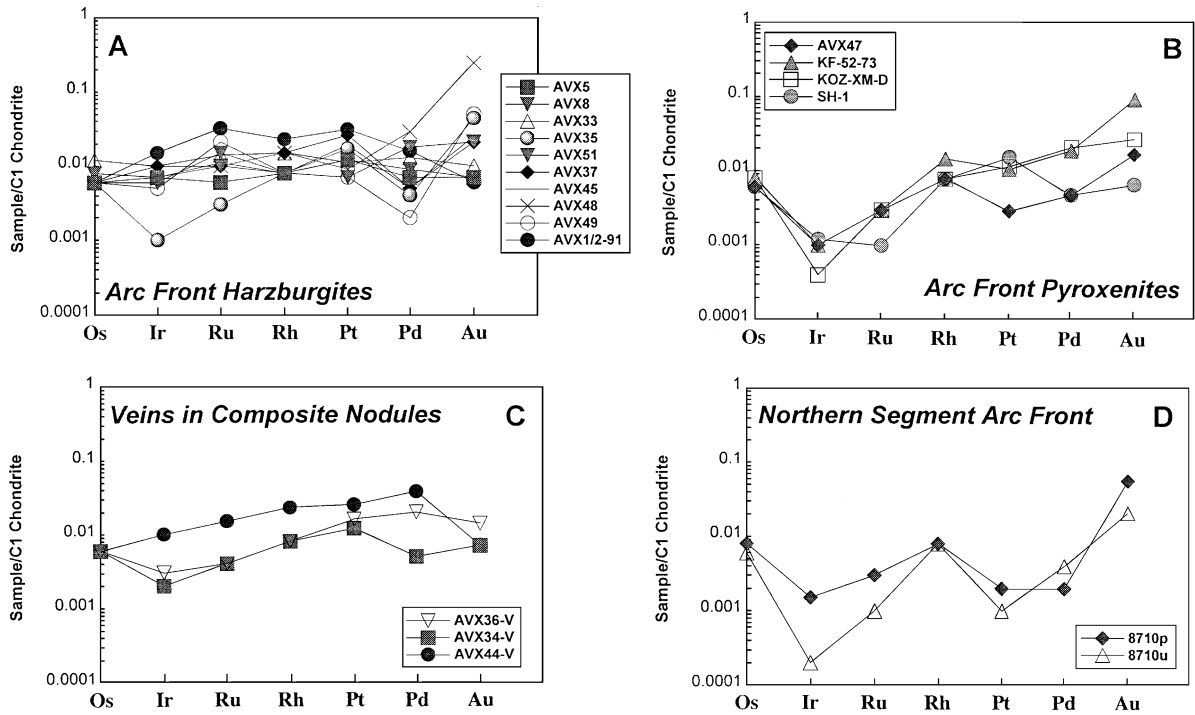 A
Sample/C1 Chondrite
1
0.1
0.01
0.001
0.0001
AVX5
AVX8
AVX33
AVX35
AVX51
AVX37
AVX45
AVX48
AVX49
AVX1/2-91
Arc Front Harzburgites
Os Ir Ru Rh Pt Pd Au
B
Sample/C1 Chondrite
1
0.1
0.01
0.001
0.0001
AVX47
KF-52-73
KOZ-XM-D
SH-1
Arc Front Pyroxenites
Os Ir Ru Rh Pt Pd Au
Veins in Composite Nodules C
Sample/C1 Chondrite
1
0.1
0.01
0.001
0.0001
AVX36-V
AVX34-V
AVX44-V
Os Ir Ru Rh Pt Pd Au
Northern Segment Arc Front D
Sample/C1 Chondrite
1
0.1
0.01
0.001
0.0001
8710p
8710u
Os Ir Ru Rh Pt Pd Au